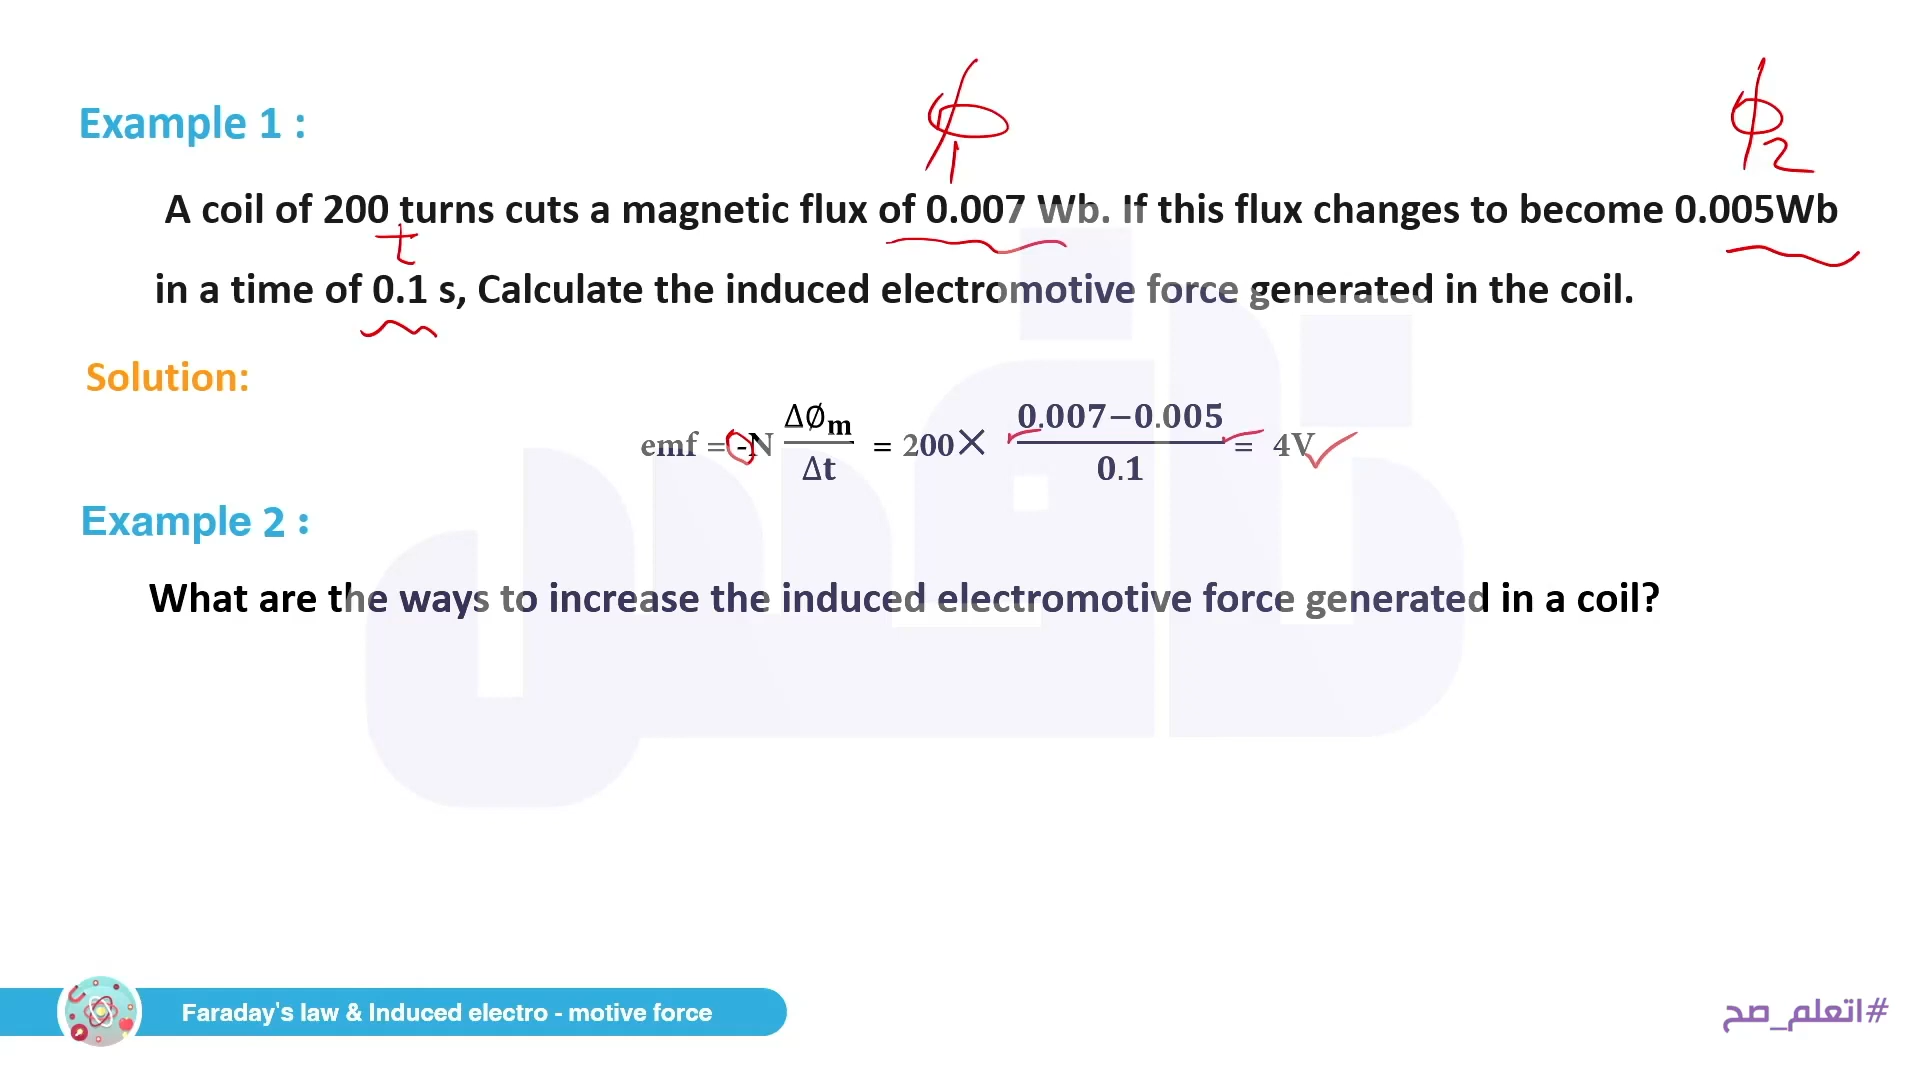 Example 1 :
ϕ1
ϕ2
A coil of 200 turns cuts a magnetic flux of 0.007 Wb. If this flux changes to become 0.005Wb
t
in a time of 0.1 s, Calculate the induced electromotive force generated in the coil.
Solution:
emf = -N ΔØm/Δt = 200× 0.007−0.005/0.1 = 4V
Example 2 :
What are the ways to increase the induced electromotive force generated in a coil?
نافس
Faraday's law & Induced electro - motive force
#اتعلم_صح